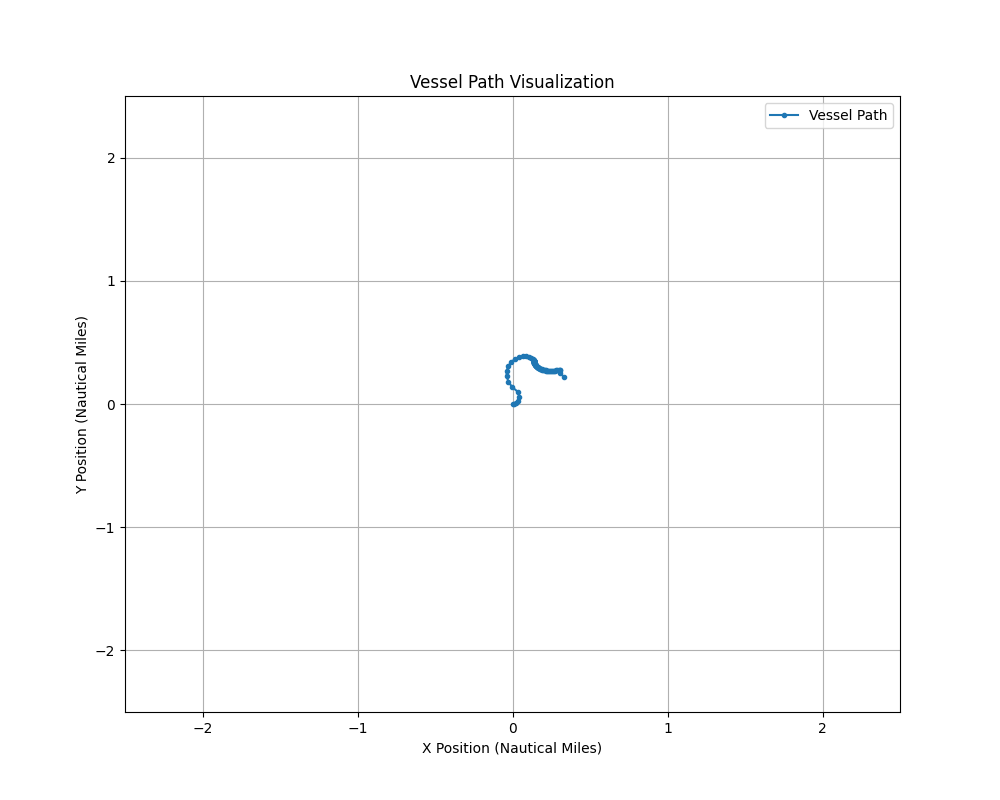 Vessel Path Visualization
Vessel Path
2
1
0
−1
−2
Y Position (Nautical Miles)
−2
−1
0
1
2
X Position (Nautical Miles)